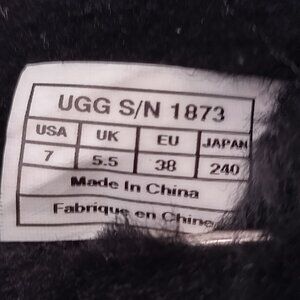 UGG S/N 1873
USA UK EU JAPAN
7 5.5 38 240
Made In China
Fabrique en Chine